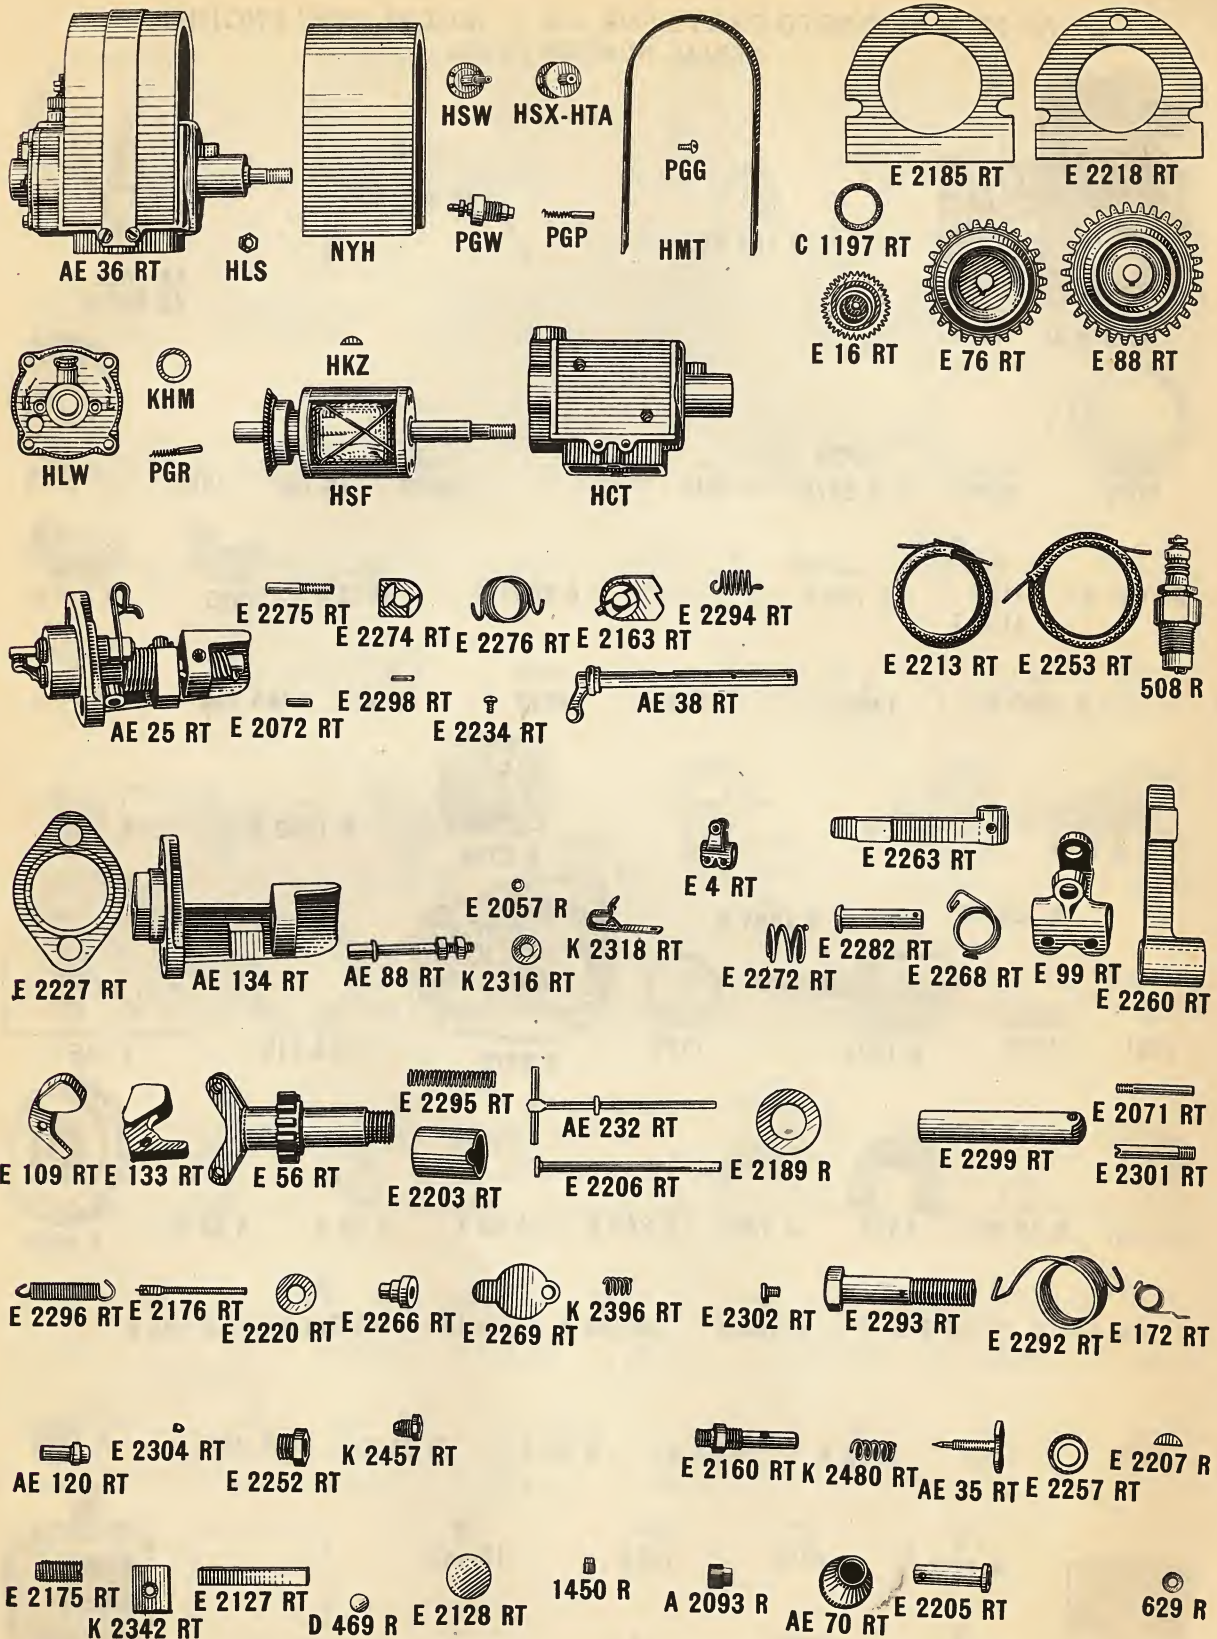 HSW HSX-HTA
PGG
E 2185 RT E 2218 RT
AE 36 RT HLS NYH PGW PGP HMT C 1197 RT
E 16 RT E 76 RT E 88 RT
HLW KHM PGR HKZ HSF HCT
E 2275 RT E 2274 RT E 2276 RT E 2163 RT E 2294 RT
E 2213 RT E 2253 RT 508 R
AE 25 RT E 2072 RT E 2298 RT E 2234 RT AE 38 RT
E 2263 RT
E 4 RT
E 2057 R
K 2318 RT
E 2227 RT AE 134 RT AE 88 RT K 2316 RT E 2272 RT E 2282 RT E 2268 RT E 99 RT E 2260 RT
E 2295 RT AE 232 RT E 2071 RT
E 109 RT E 133 RT E 56 RT E 2203 RT E 2206 RT E 2189 R E 2299 RT E 2301 RT
E 2296 RT E 2176 RT E 2220 RT E 2266 RT E 2269 RT K 2396 RT E 2302 RT E 2293 RT E 2292 RT E 172 RT
AE 120 RT E 2304 RT E 2252 RT K 2457 RT E 2160 RT K 2480 RT AE 35 RT E 2257 RT E 2207 R
E 2175 RT K 2342 RT E 2127 RT D 469 R E 2128 RT 1450 R A 2093 R AE 70 RT E 2205 RT 629 R